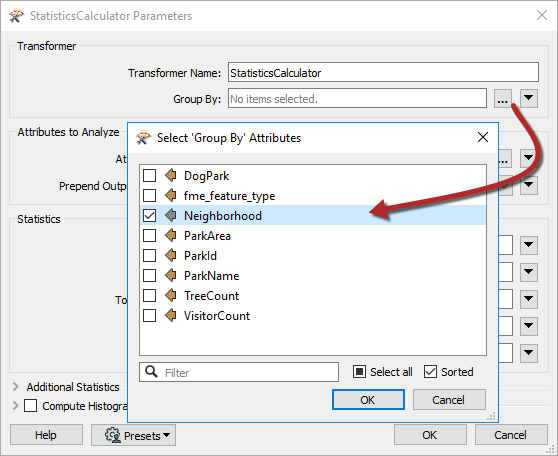 StatisticsCalculator Parameters
Transformer
Transformer Name: StatisticsCalculator
Group By: No items selected. ...
Attributes to Analyze
At ...
Prepend Outp
Statistics
To
Select 'Group By' Attributes
DogPark
fme_feature_type
Neighborhood
ParkArea
ParkId
ParkName
TreeCount
VisitorCount
Filter Select all Sorted
OK Cancel
Additional Statistics
Compute Histogra
Help Presets OK Cancel